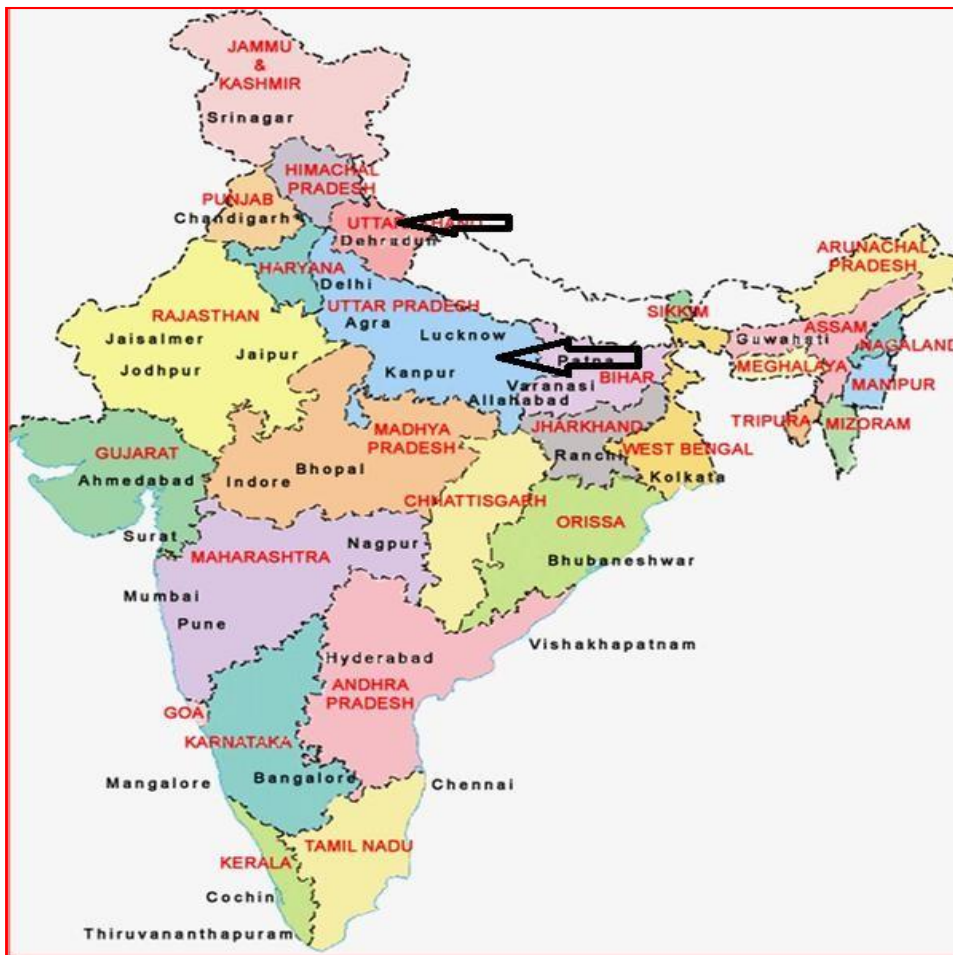 JAMMU
&
KASHMIR
Srinagar
HIMACHAL
PRADESH
PUNJAB
Chandigarh
Dehradun
HARYANA
Delhi
UTTAR PRADEGH
Agra
Lucknow
Kanpur
Varanasi
Allahabad
RAJASTHAN
Jaisalmer
Jaipur
Jodhpur
ARUNACHAL
PRADESH
SIKKIM
ASSAM
Guwahati
NAGALAND
MEGHALAYA
MANIPUR
TRIPURA
MIZORAM
Patna
BIHAR
JHARKHAND
Ranchi
WEST BENGAL
Kolkata
MADHYA
PRADESH
Bhopal
Indore
GUJARAT
Ahmedabad
Surat
CHHATTISGARH
ORISSA
Bhubaneshwar
MAHARASHTRA
Nagpur
Mumbai
Pune
Vishakhapatnam
Hyderabad
ANDHRA
PRADESH
GOA
KARNATAKA
Mangalore
Bangalore
Chennai
KERALA
TAMIL NADU
Cochin
Thiruvananthapuram